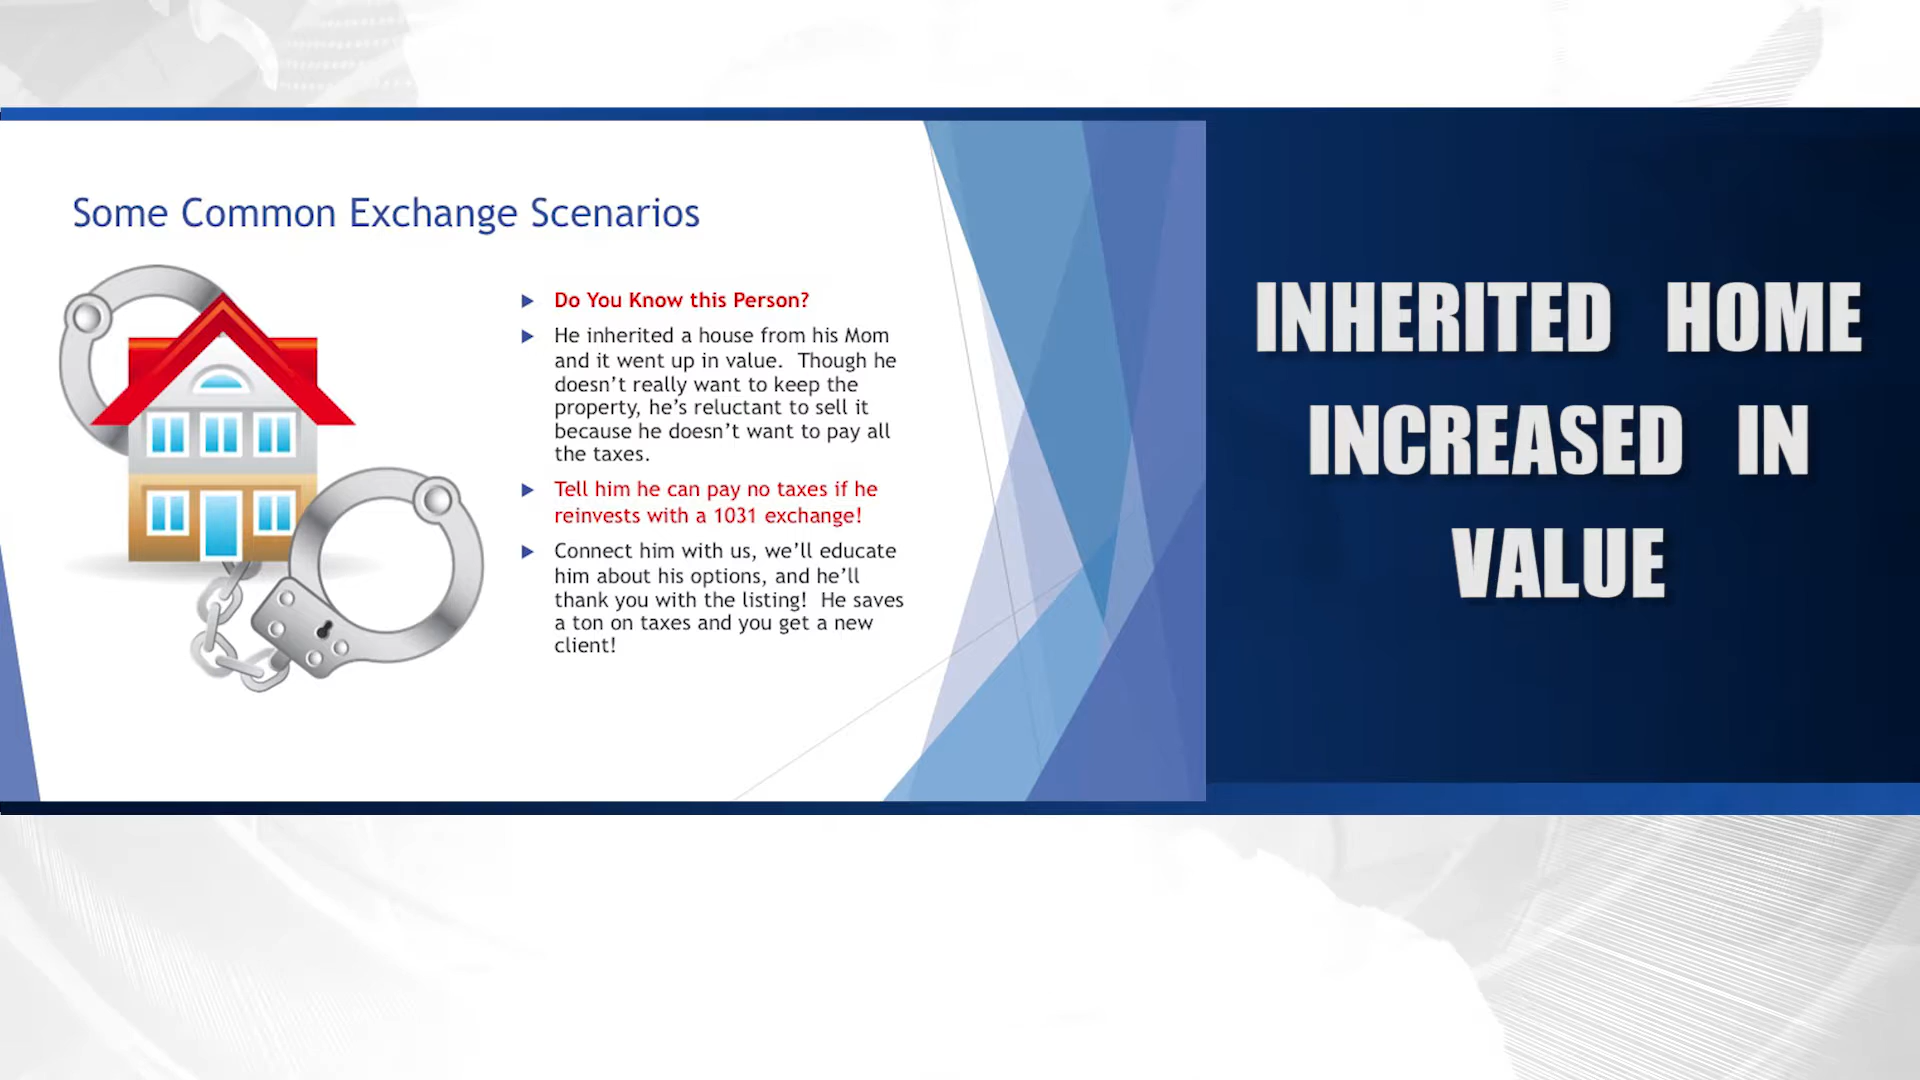 Some Common Exchange Scenarios
Do You Know this Person?
He inherited a house from his Mom
and it went up in value.  Though he
doesn’t really want to keep the
property, he’s reluctant to sell it
because he doesn’t want to pay all
the taxes.
Tell him he can pay no taxes if he
reinvests with a 1031 exchange!
Connect him with us, we’ll educate
him about his options, and he’ll
thank you with the listing!  He saves
a ton on taxes and you get a new
client!
INHERITED HOME
INCREASED IN
VALUE